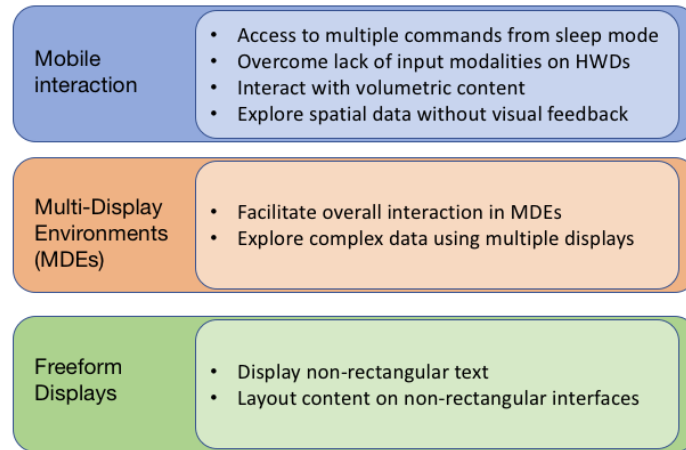 Mobile
interaction
• Access to multiple commands from sleep mode
• Overcome lack of input modalities on HWDs
• Interact with volumetric content
• Explore spatial data without visual feedback
Multi-Display
Environments
(MDEs)
• Facilitate overall interaction in MDEs
• Explore complex data using multiple displays
Freeform
Displays
• Display non-rectangular text
• Layout content on non-rectangular interfaces